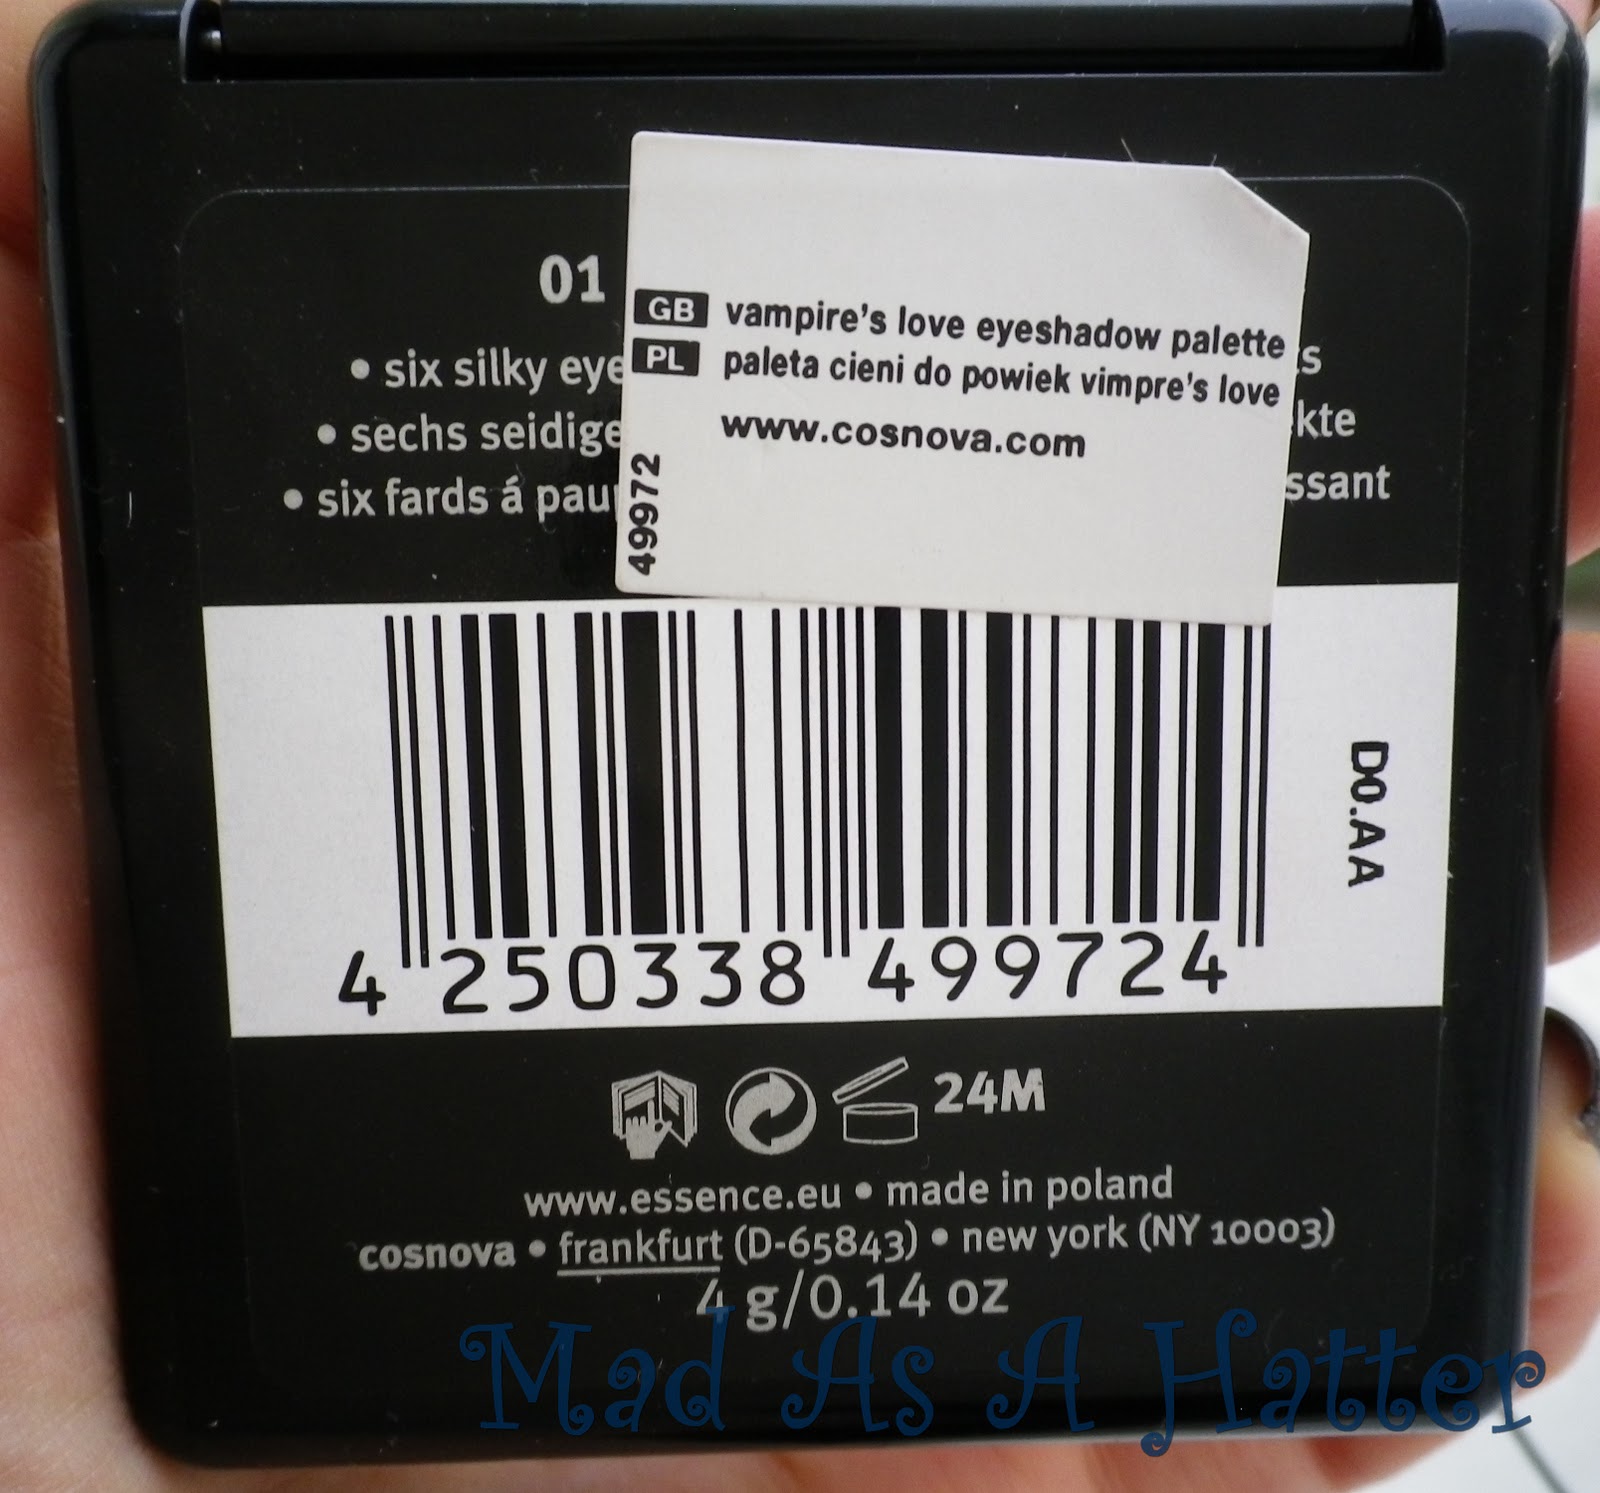 01
• six silky eye
• sechs seidige
• six fards á pau
GB vampire's love eyeshadow palette
PL paleta cieni do powiek vimpre's love
www.cosnova.com
49972
kte
ssant
D0.AA
4 250338 499724
24M
www.essence.eu • made in poland
cosnova • frankfurt (D-65843) • new york (NY 10003)
4 g/0.14 oz
Mad As A Hatter